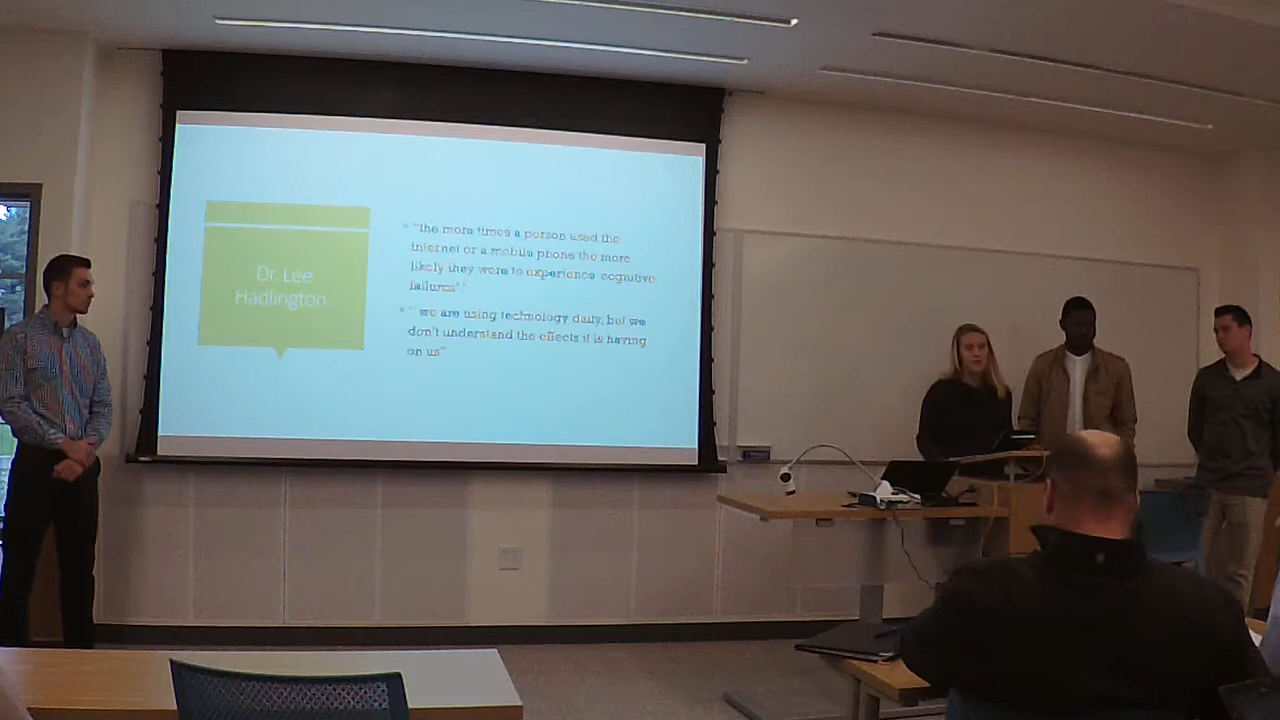 Dr. Lee
Hadlington
"the more times a person used the
internet or a mobile phone the more
likely they were to experience cognitive
failures' "
" we are using technology daily, but we
don't understand the effects it is having
on us"